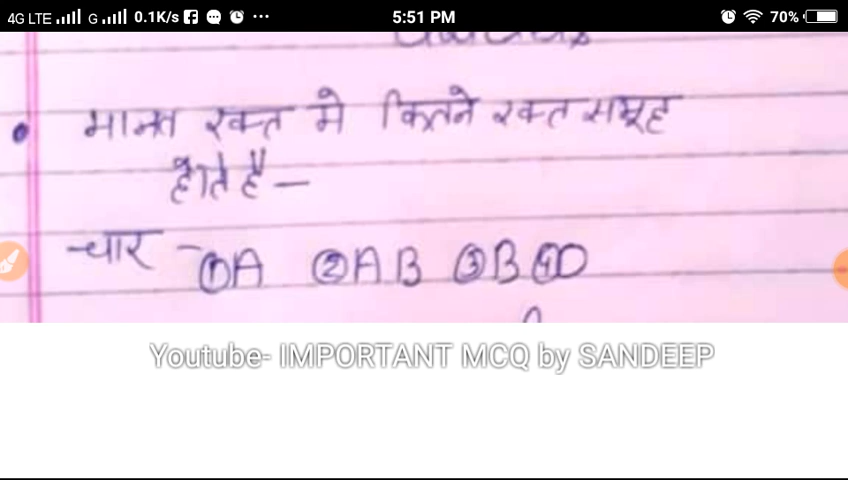 4G LTE G 0.1K/s 5:51 PM 70%
मानव रक्त मे कितने रक्त समूह
होते है -
चार - ①A ②AB ③B ④O
Youtube- IMPORTANT MCQ by SANDEEP